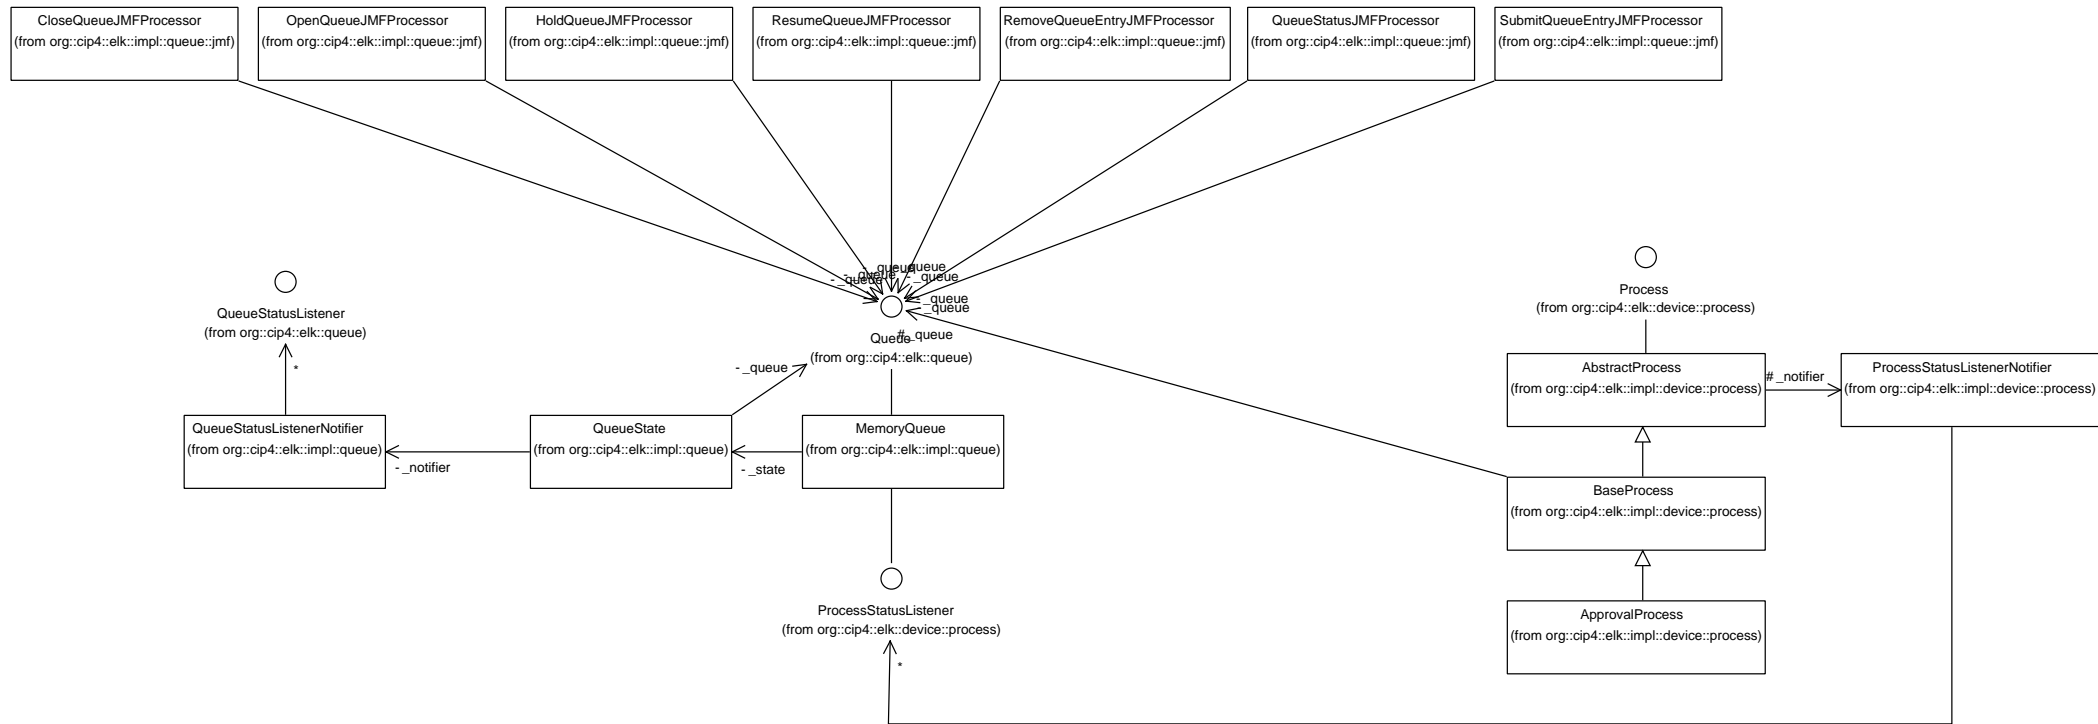 CloseQueueJMFProcessor
(from org::cip4::elk::impl::queue::jmf)
OpenQueueJMFProcessor
(from org::cip4::elk::impl::queue::jmf)
HoldQueueJMFProcessor
(from org::cip4::elk::impl::queue::jmf)
ResumeQueueJMFProcessor
(from org::cip4::elk::impl::queue::jmf)
RemoveQueueEntryJMFProcessor
(from org::cip4::elk::impl::queue::jmf)
QueueStatusJMFProcessor
(from org::cip4::elk::impl::queue::jmf)
SubmitQueueEntryJMFProcessor
(from org::cip4::elk::impl::queue::jmf)
- _queue
- _queue
- _queue
- _queue
- _queue
- _queue
- _queue
# _queue
QueueStatusListener
(from org::cip4::elk::queue)
*
Queue
(from org::cip4::elk::queue)
- _queue
Process
(from org::cip4::elk::device::process)
AbstractProcess
(from org::cip4::elk::impl::device::process)
# _notifier
ProcessStatusListenerNotifier
(from org::cip4::elk::impl::device::process)
QueueStatusListenerNotifier
(from org::cip4::elk::impl::queue)
- _notifier
QueueState
(from org::cip4::elk::impl::queue)
- _state
MemoryQueue
(from org::cip4::elk::impl::queue)
BaseProcess
(from org::cip4::elk::impl::device::process)
ProcessStatusListener
(from org::cip4::elk::device::process)
*
ApprovalProcess
(from org::cip4::elk::impl::device::process)